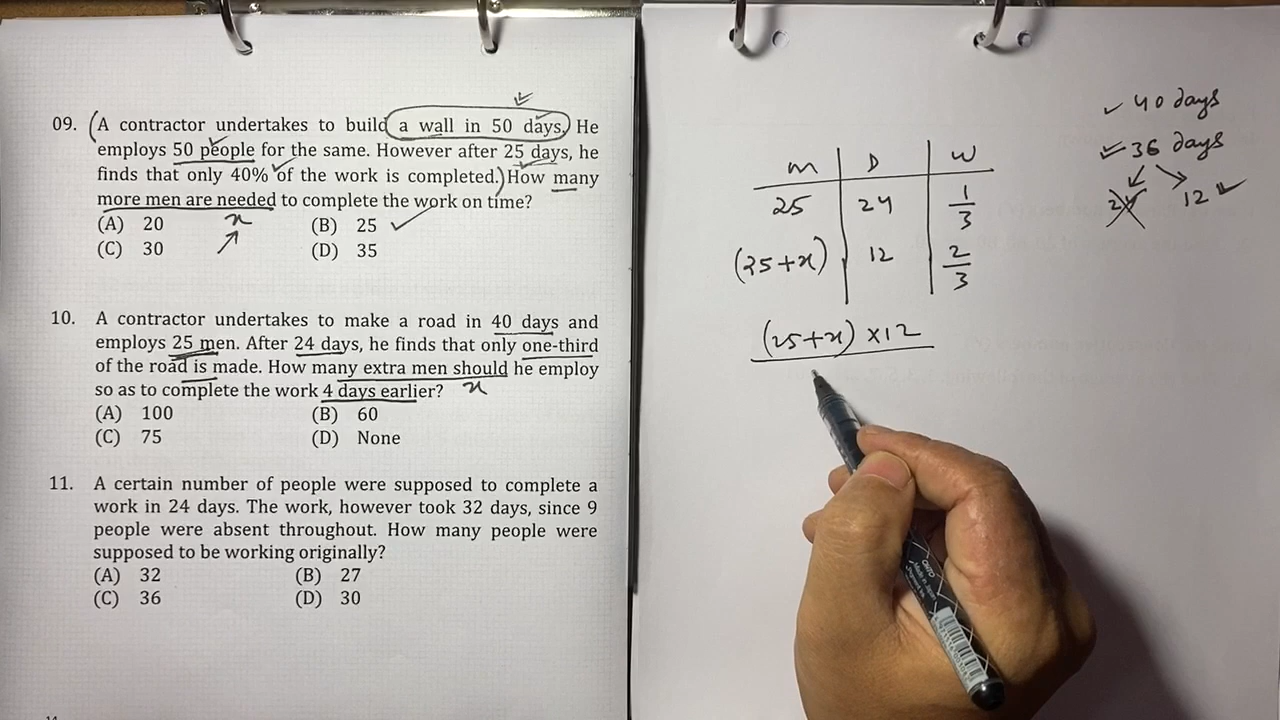 09. (A contractor undertakes to build a wall in 50 days. He
employs 50 people for the same. However after 25 days, he
finds that only 40% of the work is completed.) How many
more men are needed to complete the work on time?
(A) 20 x (B) 25
(C) 30 (D) 35
10. A contractor undertakes to make a road in 40 days and
employs 25 men. After 24 days, he finds that only one-third
of the road is made. How many extra men should he employ
so as to complete the work 4 days earlier? x
(A) 100 (B) 60
(C) 75 (D) None
11. A certain number of people were supposed to complete a
work in 24 days. The work, however took 32 days, since 9
people were absent throughout. How many people were
supposed to be working originally?
(A) 32 (B) 27
(C) 36 (D) 30
40 days
36 days
24 12
M D W
25 24 1/3
(25+x) 12 2/3
(25+x) ×12